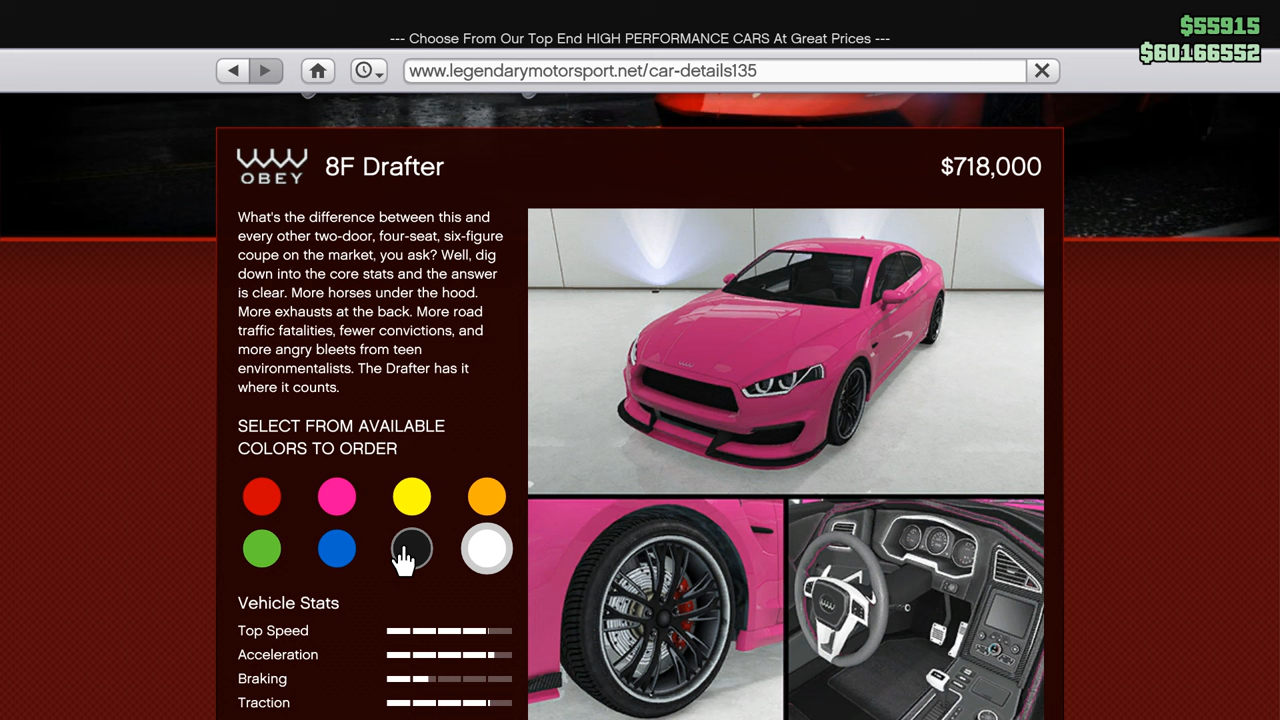 $55915
--- Choose From Our Top End HIGH PERFORMANCE CARS At Great Prices ---
$60166552
www.legendarymotorsport.net/car-details135
OBEY
8F Drafter
$718,000
What's the difference between this and
every other two-door, four-seat, six-figure
coupe on the market, you ask? Well, dig
down into the core stats and the answer
is clear. More horses under the hood.
More exhausts at the back. More road
traffic fatalities, fewer convictions, and
more angry bleets from teen
environmentalists. The Drafter has it
where it counts.
SELECT FROM AVAILABLE
COLORS TO ORDER
Vehicle Stats
Top Speed
Acceleration
Braking
Traction